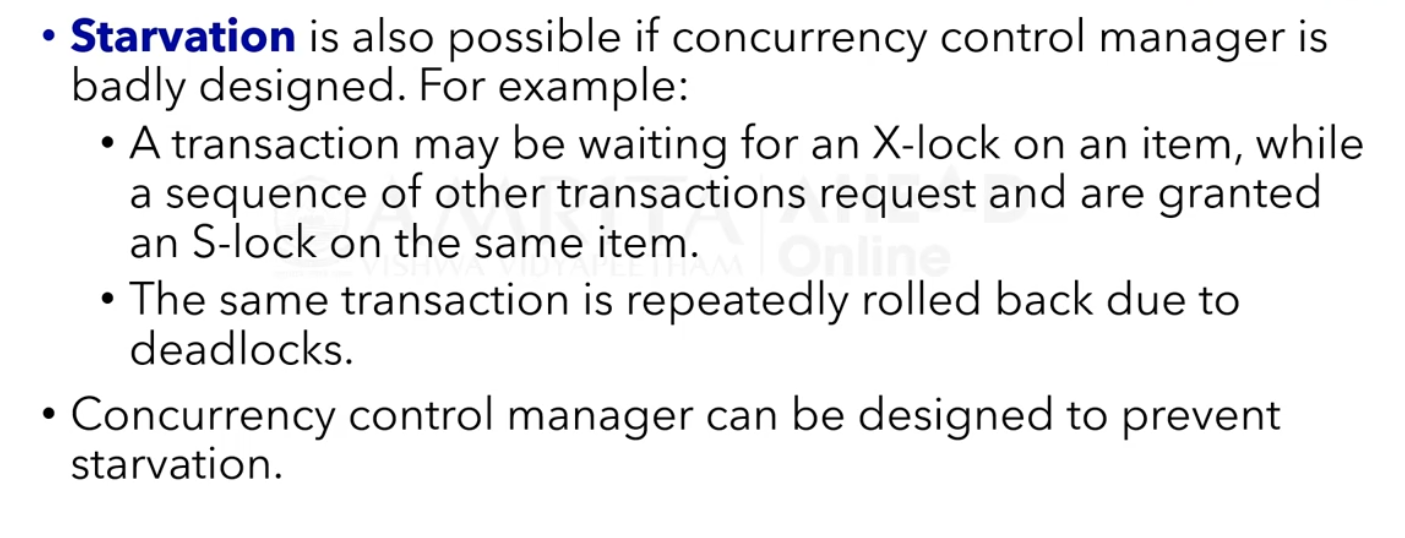 • Starvation is also possible if concurrency control manager is
badly designed. For example:
• A transaction may be waiting for an X-lock on an item, while
a sequence of other transactions request and are granted
an S-lock on the same item.
• The same transaction is repeatedly rolled back due to
deadlocks.
• Concurrency control manager can be designed to prevent
starvation.
AMRITA
VISHWA VIDYAPEETHAM
AHEAD
Online